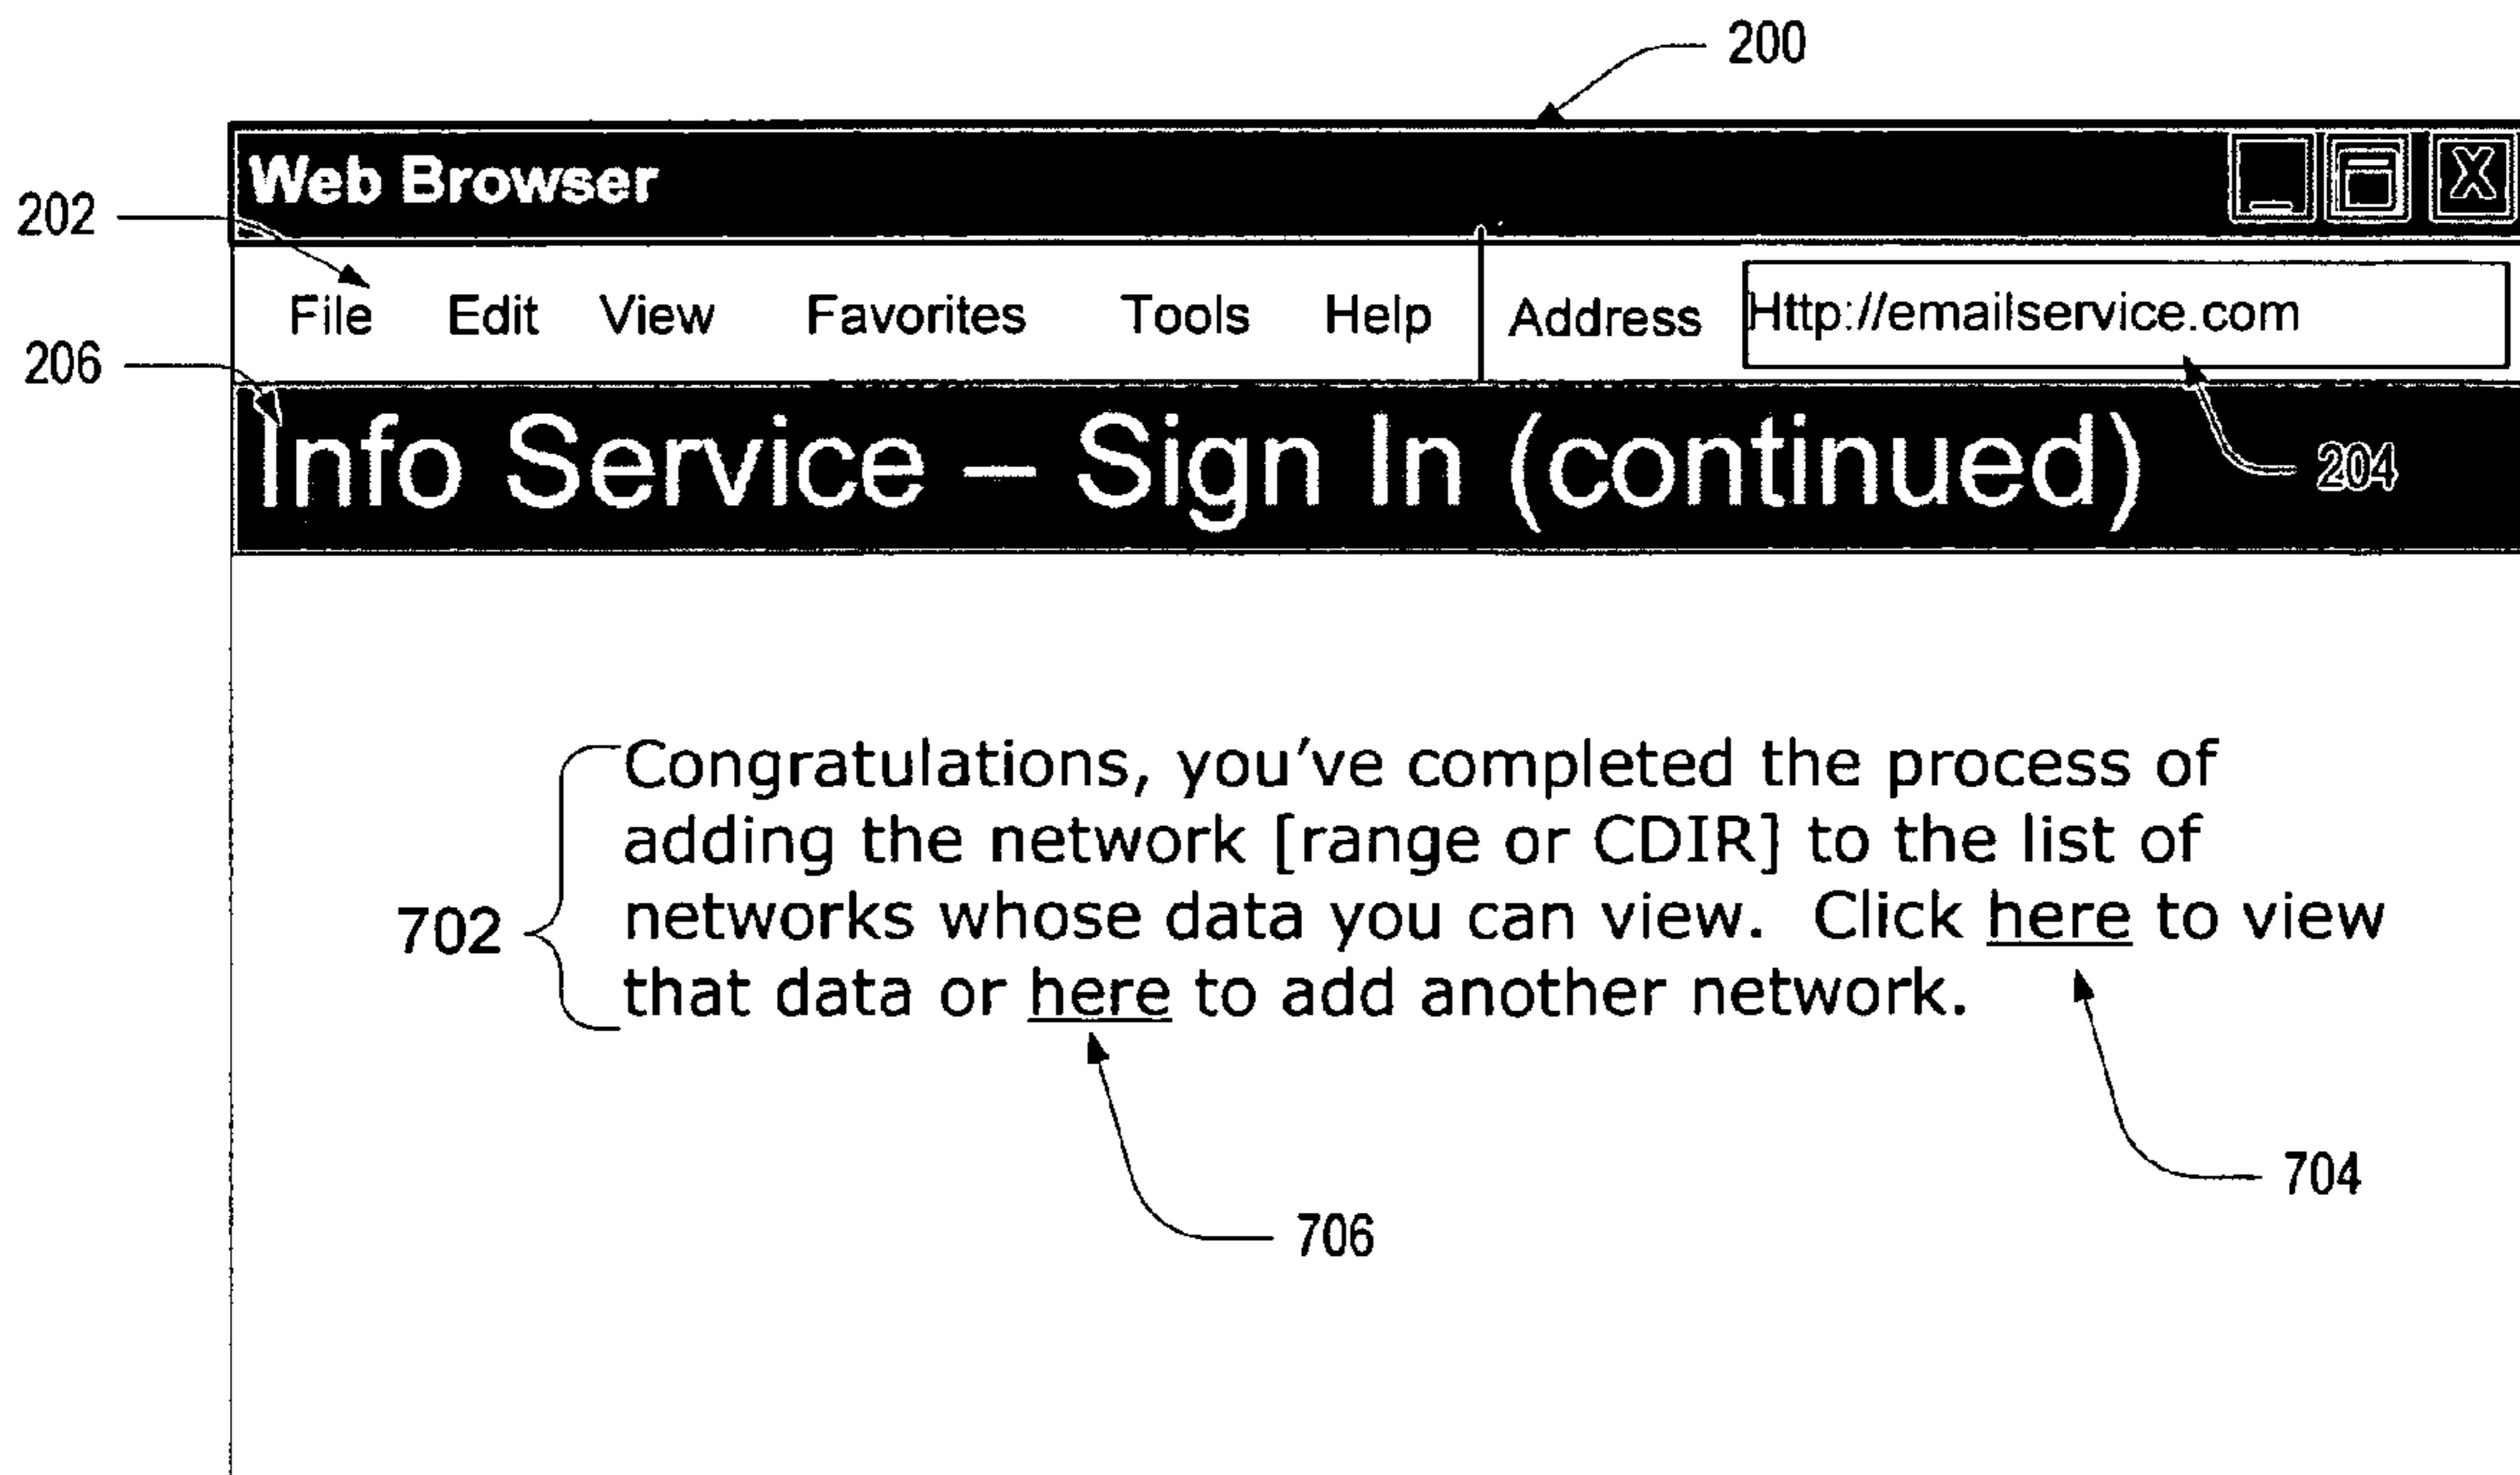 200
Web Browser
202
File Edit View Favorites Tools Help Address Http://emailservice.com
206
Info Service – Sign In (continued)
204
Congratulations, you've completed the process of
adding the network [range or CDIR] to the list of
networks whose data you can view. Click here to view
702
that data or here to add another network.
704
706